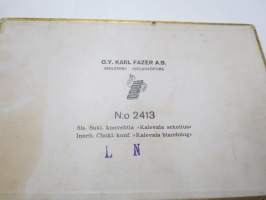 O.Y. KARL FAZER A.B.
HELSINKI HELSINGFORS
N:o 2413
Sis. Sukl. konvehtia «Kalevala sekoitus»
Inneh. Chokl. konf. «Kalevala blandning»
L N